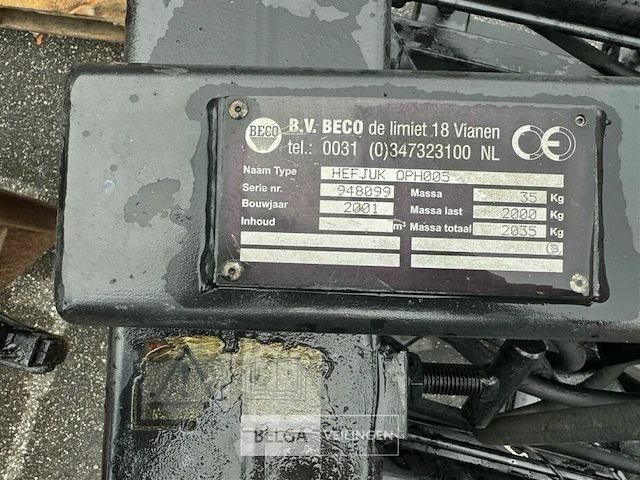 BECO
B.V. BECO de limiet 18 Vianen
tel.: 0031 (0)347323100 NL
CE
Naam Type HEFJUK OPH005
Serie nr. 948099 Massa 35 Kg
Bouwjaar 2001 Massa last 2000 Kg
Inhoud m³ Massa totaal 2035 Kg
(B)
BELGA VEILINGEN